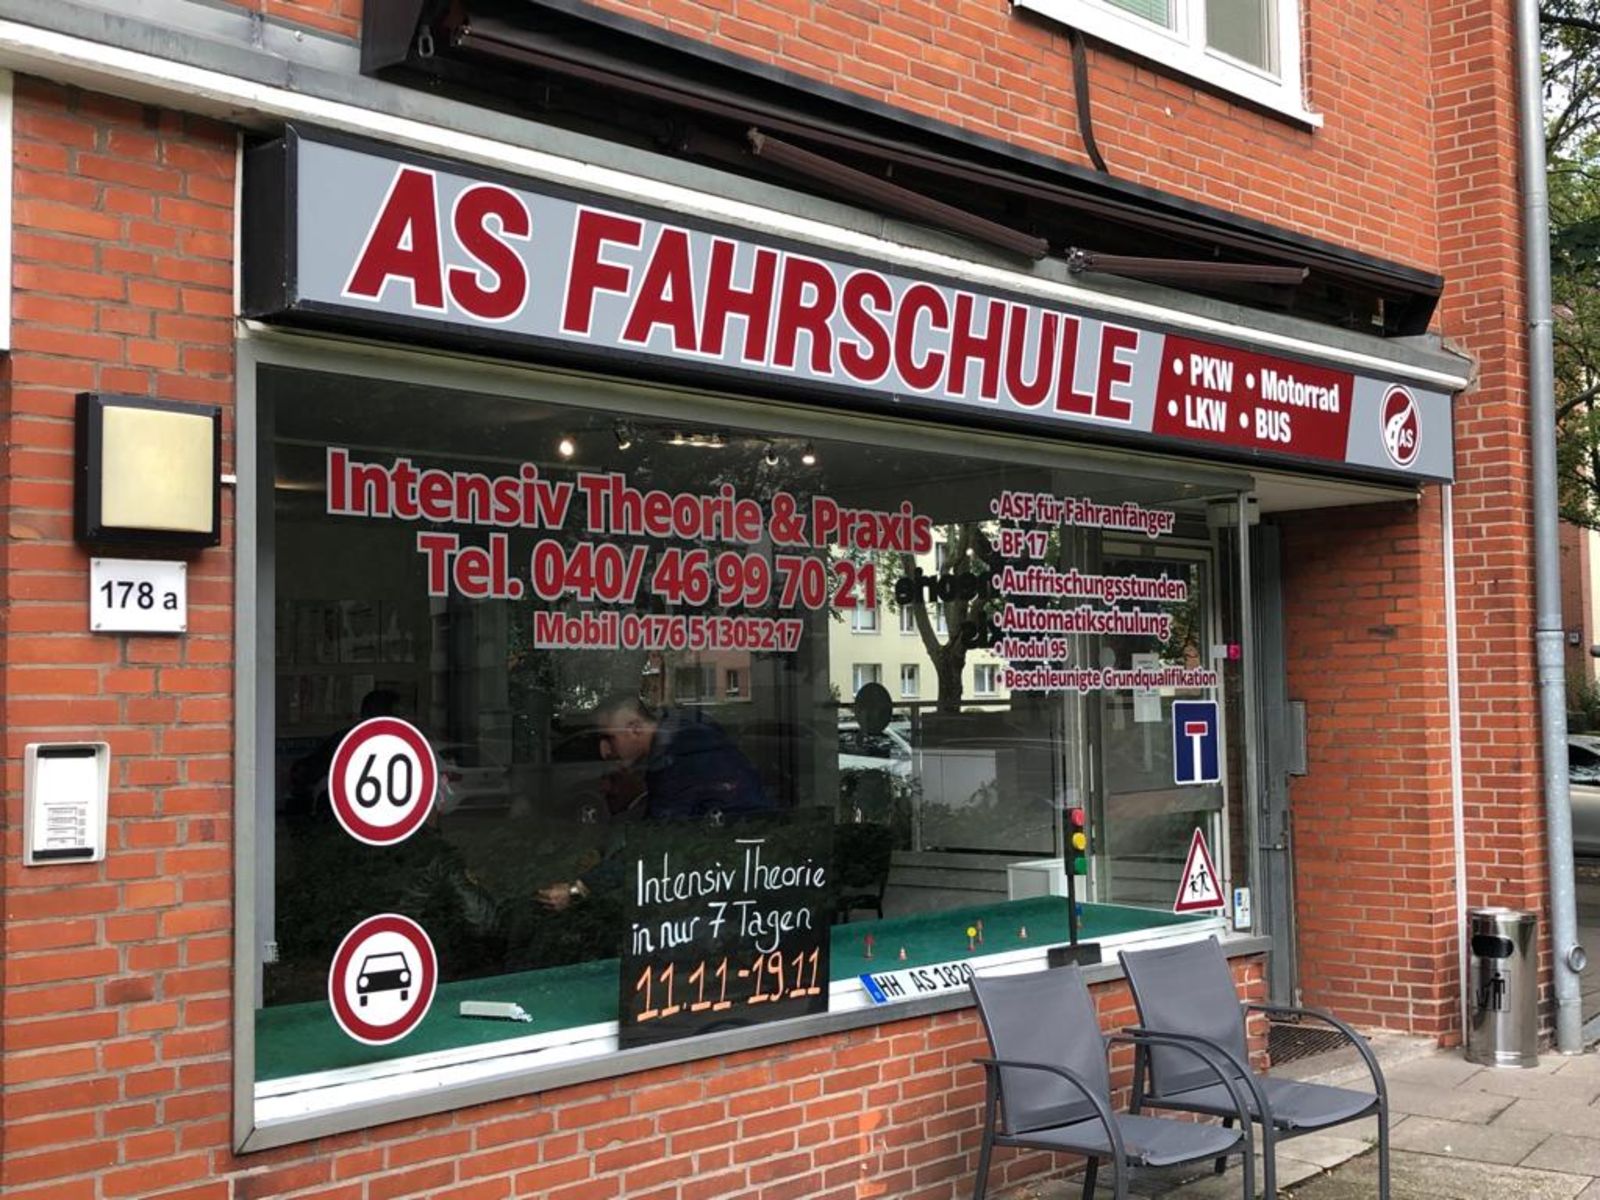 AS FAHRSCHULE
• PKW • Motorrad
• LKW • BUS
AS
Intensiv Theorie & Praxis
Tel. 040/ 46 99 70 21
Mobil 0176 51305217
• ASF für Fahranfänger
• BF 17
• Auffrischungsstunden
• Automatikschulung
• Modul 95
• Beschleunigte Grundqualifikation
178 a
60
Intensiv Theorie
in nur 7 Tagen
11.11-19.11
HH AS 1820